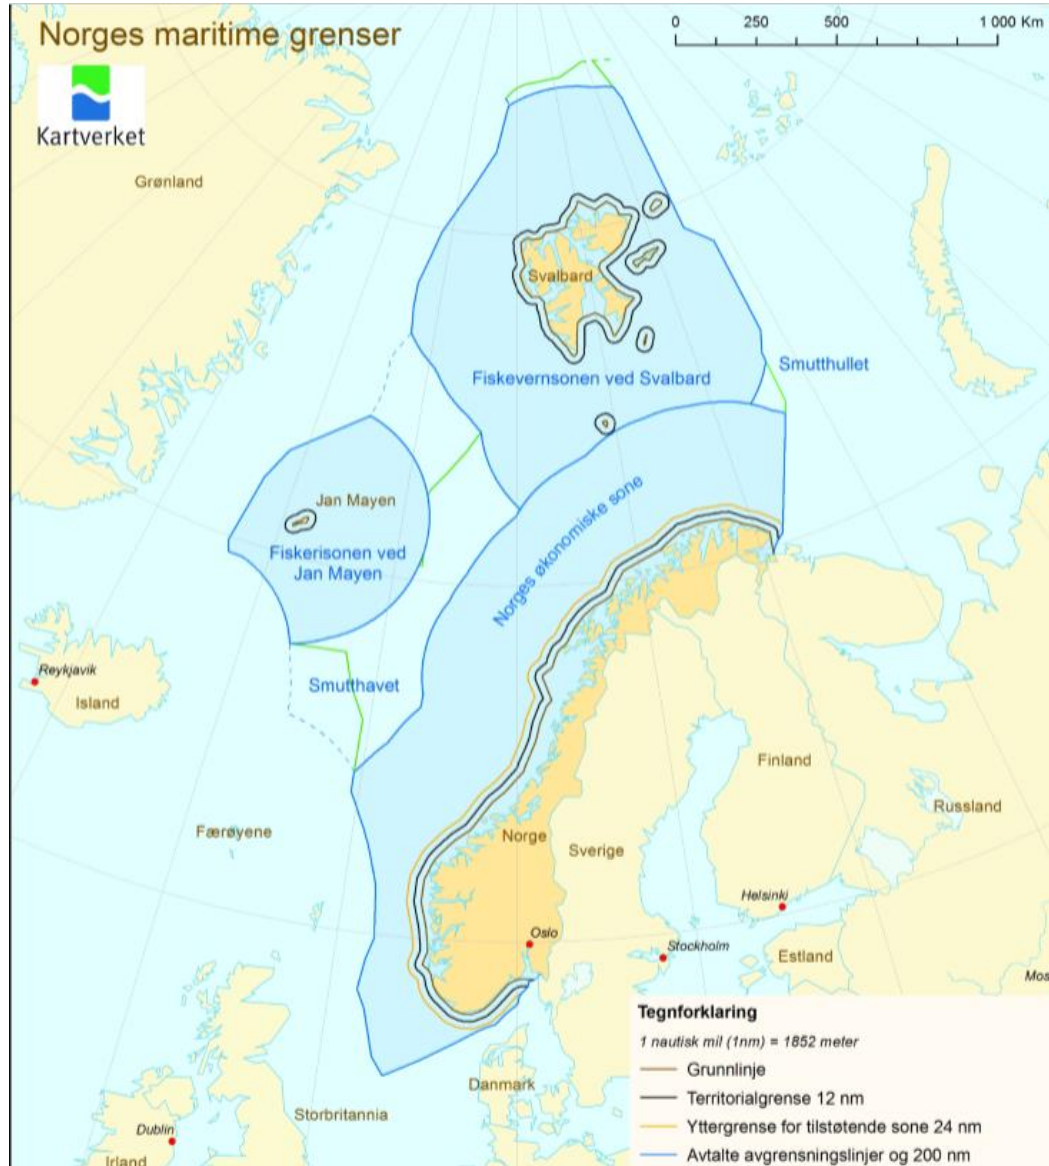 Norges maritime grenser
0 250 500 1 000 Km
Kartverket
Grønland
Svalbard
Fiskevernsonen ved Svalbard
Smutthullet
Jan Mayen
Fiskerisonen ved
Jan Mayen
Norges økonomiske sone
Reykjavik
Island
Smutthavet
Finland
Russland
Færøyene
Norge
Sverige
Helsinki
Oslo
Stockholm
Estland
Mos
Danmark
Storbritannia
Dublin
Irland
Tegnforklaring
1 nautisk mil (1nm) = 1852 meter
Grunnlinje
Territorialgrense 12 nm
Yttergrense for tilstøtende sone 24 nm
Avtalte avgrensningslinjer og 200 nm